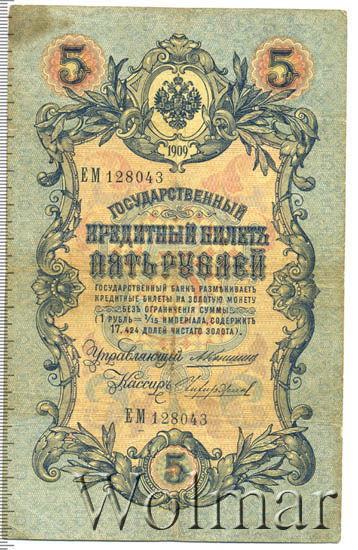 5 5
1909
ЕМ 128043
ГОСУДАРСТВЕННЫЙ
КРЕДИТНЫЙ БИЛЕТЪ
ПЯТЬ РУБЛЕЙ
ГОСУДАРСТВЕННЫЙ БАНКЪ РАЗМѢНИВАЕТЪ
КРЕДИТНЫЕ БИЛЕТЫ НА ЗОЛОТУЮ МОНЕТУ
БЕЗЪ ОГРАНИЧЕНІЯ СУММЫ
(1 РУБЛЬ = 1/15 ИМПЕРІАЛА, СОДЕРЖИТЪ
17,424 ДОЛЕЙ ЧИСТАГО ЗОЛОТА).
Управляющій
Кассиръ
ЕМ 128043
5
Wolmar